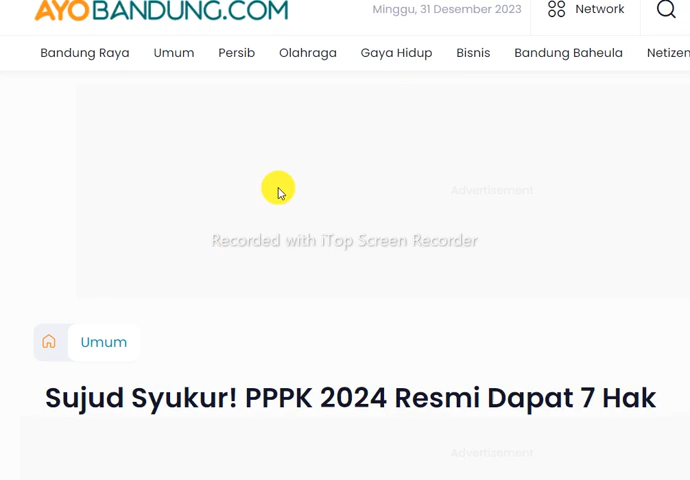 AYOBANDUNG.COM
Minggu, 31 Desember 2023
Network
Bandung Raya Umum Persib Olahraga Gaya Hidup Bisnis Bandung Baheula Netizen
Advertisement
Recorded with iTop Screen Recorder
Umum
Sujud Syukur! PPPK 2024 Resmi Dapat 7 Hak
Advertisement